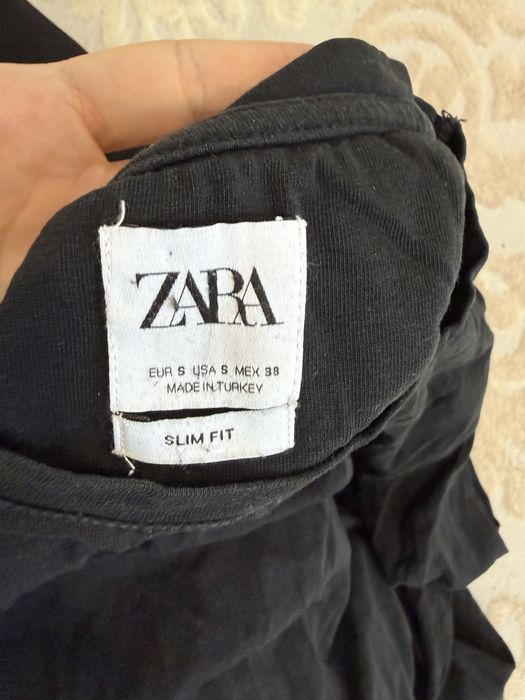 ZARA
EUR S USA S MEX 38
MADE IN TURKEY
SLIM FIT